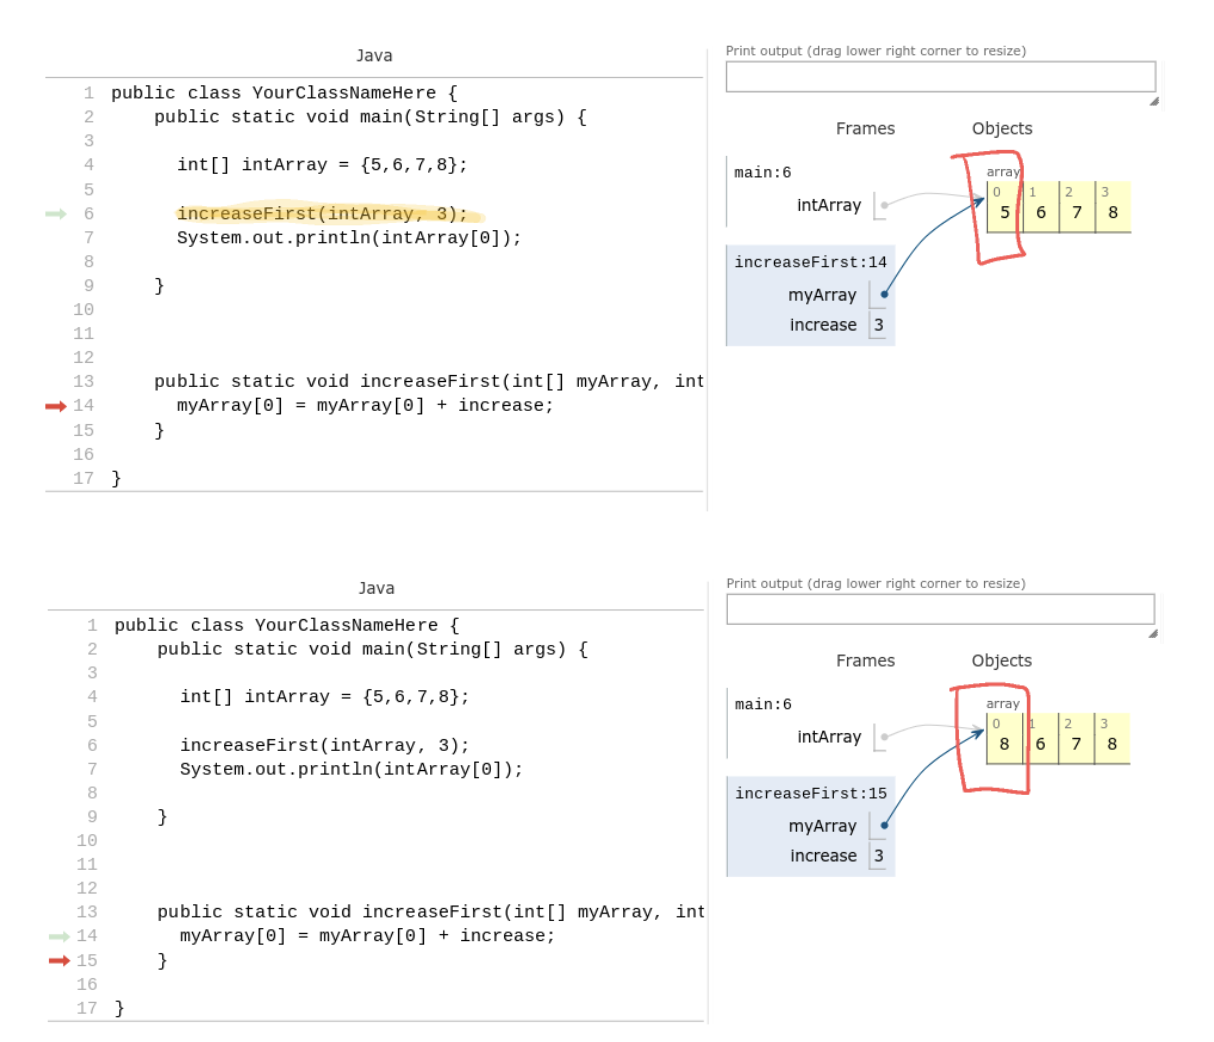 Java
1 public class YourClassNameHere {
2 public static void main(String[] args) {
3
4 int[] intArray = {5,6,7,8};
5
6 increaseFirst(intArray, 3);
7 System.out.println(intArray[0]);
8
9 }
10
11
12
13 public static void increaseFirst(int[] myArray, int
14 myArray[0] = myArray[0] + increase;
15 }
16
17 }
Print output (drag lower right corner to resize)
Frames Objects
main:6
intArray
array
0 1 2 3
5 6 7 8
increaseFirst:14
myArray
increase 3
Java
1 public class YourClassNameHere {
2 public static void main(String[] args) {
3
4 int[] intArray = {5,6,7,8};
5
6 increaseFirst(intArray, 3);
7 System.out.println(intArray[0]);
8
9 }
10
11
12
13 public static void increaseFirst(int[] myArray, int
14 myArray[0] = myArray[0] + increase;
15 }
16
17 }
Print output (drag lower right corner to resize)
Frames Objects
main:6
intArray
array
0 1 2 3
8 6 7 8
increaseFirst:15
myArray
increase 3